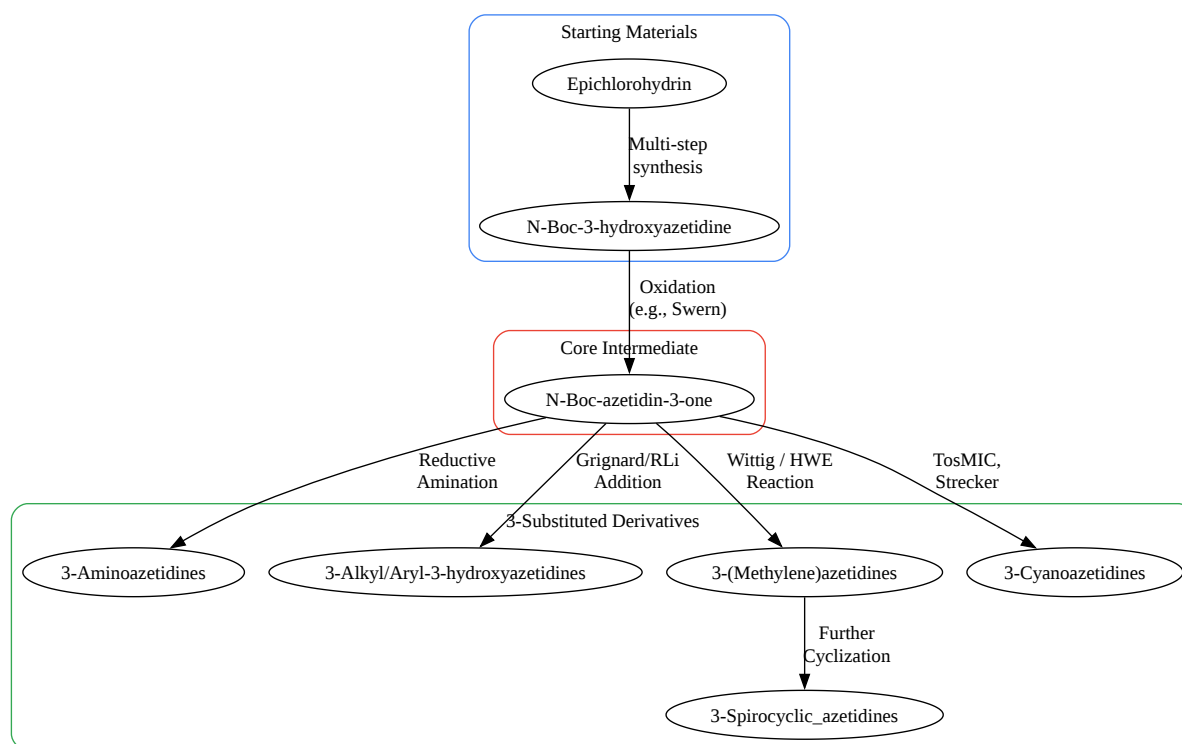 Starting Materials
Epichlorohydrin
Multi-step
synthesis
N-Boc-3-hydroxyazetidine
Oxidation
(e.g., Swern)
Core Intermediate
N-Boc-azetidin-3-one
Reductive
Amination
Grignard/RLi
Addition
Wittig / HWE
Reaction
TosMIC,
Strecker
3-Substituted Derivatives
3-Aminoazetidines
3-Alkyl/Aryl-3-hydroxyazetidines
3-(Methylene)azetidines
3-Cyanoazetidines
Further
Cyclization
3-Spirocyclic_azetidines